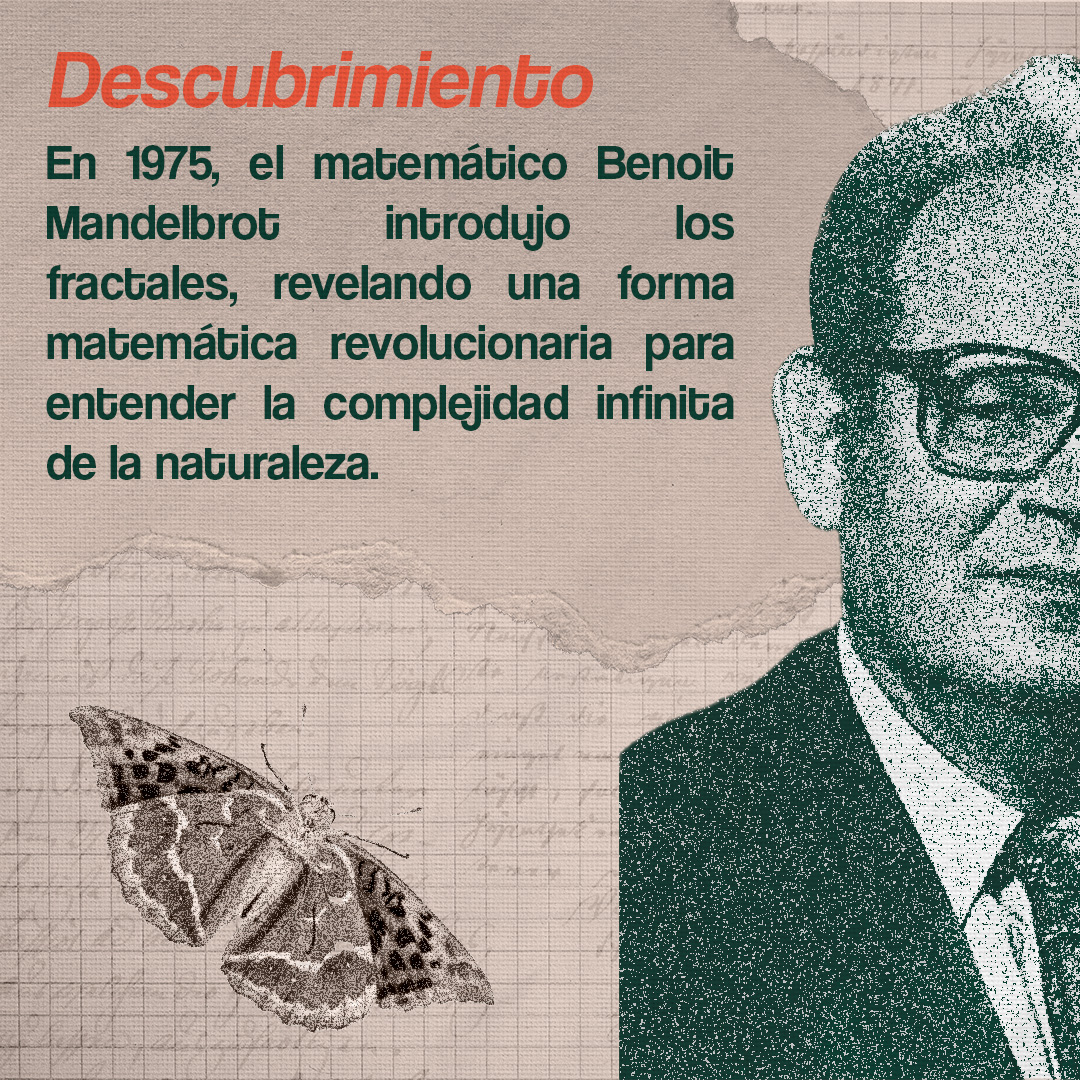 Descubrimiento
En 1975, el matemático Benoit
Mandelbrot introdujo los
fractales, revelando una forma
matemática revolucionaria para
entender la complejidad infinita
de la naturaleza.